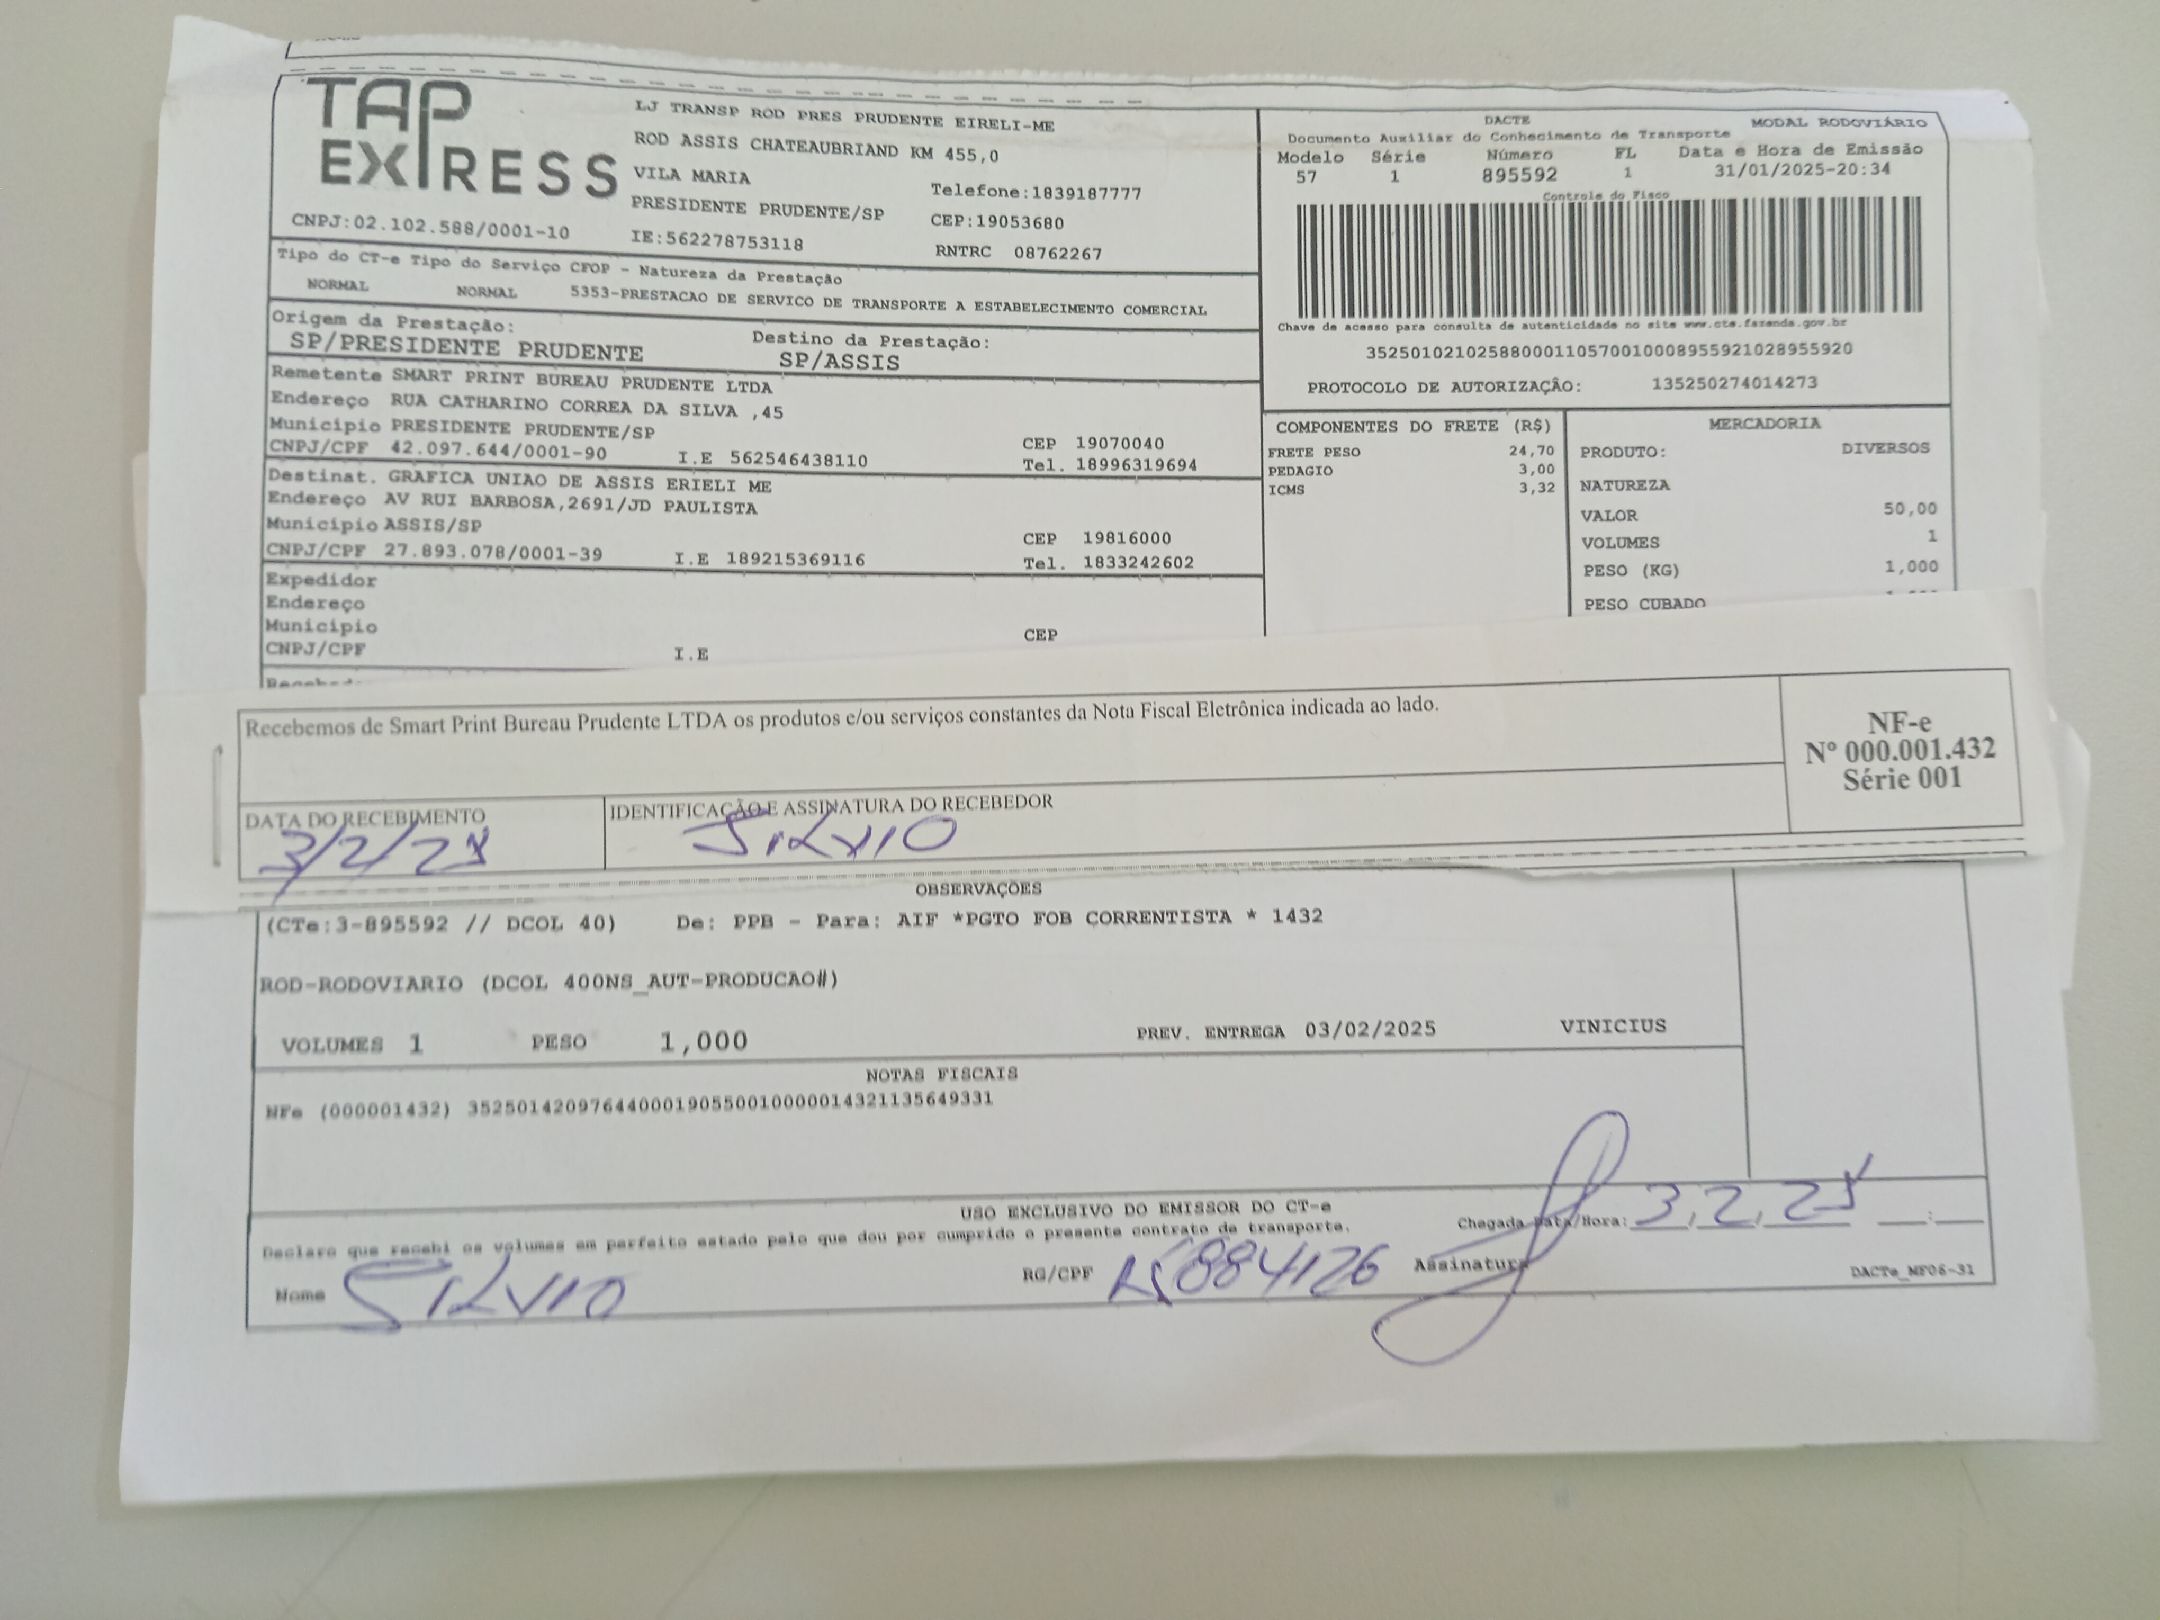 TAP
EXPRESS
LJ TRANSP ROD PRES PRUDENTE EIRELI-ME
ROD ASSIS CHATEAUBRIAND KM 455,0
VILA MARIA
Telefone:1839187777
PRESIDENTE PRUDENTE/SP
CEP:19053680
CNPJ:02.102.588/0001-10
IE:562278753118
RNTRC 08762267
DACTE
MODAL RODOVIÁRIO
Documento Auxiliar do Conhecimento de Transporte
Modelo Série Número FL Data e Hora de Emissão
57 1 895592 1 31/01/2025-20:34
Controle do Fisco
Chave de acesso para consulta de autenticidade no site www.cte.fazenda.gov.br
35250102102588000110570010008955921028955920
PROTOCOLO DE AUTORIZAÇÃO: 135250274014273
Tipo do CT-e Tipo do Serviço CFOP - Natureza da Prestação
NORMAL NORMAL 5353-PRESTACAO DE SERVICO DE TRANSPORTE A ESTABELECIMENTO COMERCIAL
Origem da Prestação: Destino da Prestação:
SP/PRESIDENTE PRUDENTE SP/ASSIS
Remetente SMART PRINT BUREAU PRUDENTE LTDA
Endereço RUA CATHARINO CORREA DA SILVA ,45
Municipio PRESIDENTE PRUDENTE/SP CEP 19070040
CNPJ/CPF 42.097.644/0001-90 I.E 562546438110 Tel. 18996319694
Destinat. GRAFICA UNIAO DE ASSIS ERIELI ME
Endereço AV RUI BARBOSA,2691/JD PAULISTA
Municipio ASSIS/SP CEP 19816000
CNPJ/CPF 27.893.078/0001-39 I.E 189215369116 Tel. 1833242602
Expedidor
Endereço
Municipio CEP
CNPJ/CPF I.E
COMPONENTES DO FRETE (R$)
FRETE PESO 24,70
PEDAGIO 3,00
ICMS 3,32
MERCADORIA
PRODUTO: DIVERSOS
NATUREZA
VALOR 50,00
VOLUMES 1
PESO (KG) 1,000
PESO CUBADO
Recebemos de Smart Print Bureau Prudente LTDA os produtos e/ou serviços constantes da Nota Fiscal Eletrônica indicada ao lado.
NF-e
Nº 000.001.432
Série 001
DATA DO RECEBIMENTO IDENTIFICAÇÃO E ASSINATURA DO RECEBEDOR
3/2/25 SILVIO
OBSERVAÇÕES
(CTe:3-895592 // DCOL 40) De: PPB - Para: AIF *PGTO FOB CORRENTISTA * 1432
ROD-RODOVIARIO (DCOL 400NS_AUT-PRODUCAO#)
VOLUMES 1 PESO 1,000 PREV. ENTREGA 03/02/2025 VINICIUS
NOTAS FISCAIS
NFe (000001432) 35250142097644000190550010000014321135649331
USO EXCLUSIVO DO EMISSOR DO CT-e
Declaro que recebi os volumes em perfeito estado pelo que dou por cumprido o presente contrato de transporte.
Chegada Data/Hora: 3/2/25 __:__
Nome SILVIO RG/CPF Assinatura
DACTe_MF06-31